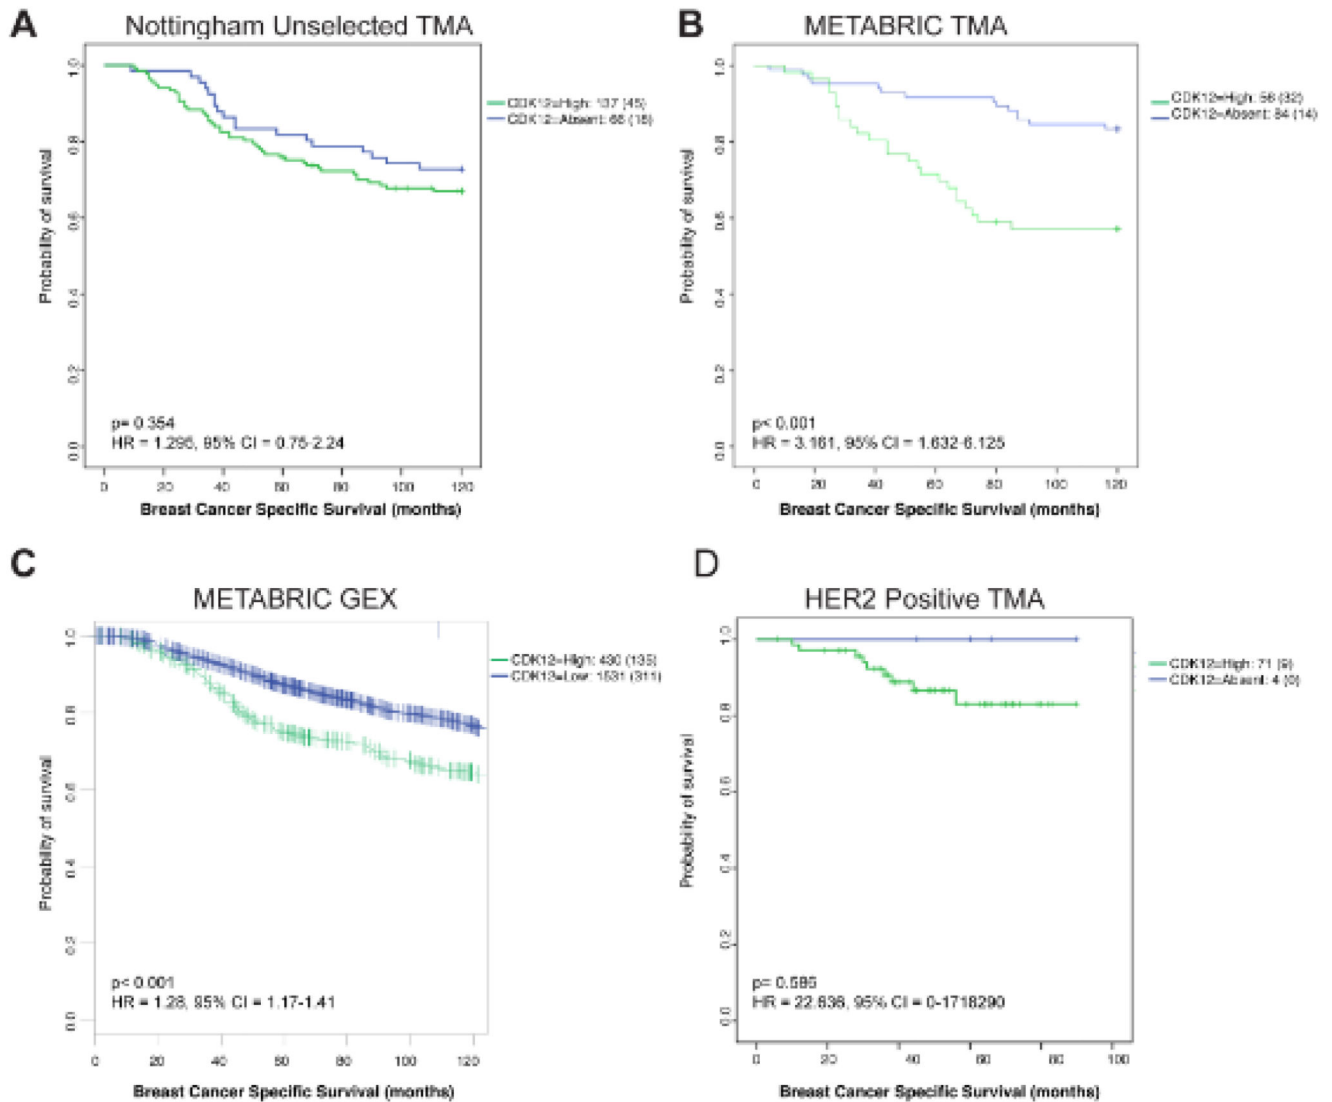 A
Nottingham Unselected TMA
1.0
0.8
0.6
0.4
0.2
0.0
Probability of survival
CDK12=High: 137 (45)
CDK12=Absent: 66 (18)
p= 0.354
HR = 1.295, 95% CI = 0.75-2.24
0 20 40 60 80 100 120
Breast Cancer Specific Survival (months)
B
METABRIC TMA
1.0
0.8
0.6
0.4
0.2
0.0
Probability of survival
CDK12=High: 56 (32)
CDK12=Absent: 84 (14)
p< 0.001
HR = 3.161, 95% CI = 1.632-6.125
0 20 40 60 80 100 120
Breast Cancer Specific Survival (months)
C
METABRIC GEX
1.0
0.8
0.6
0.4
0.2
0.0
Probability of survival
CDK12=High: 430 (135)
CDK12=Low: 1531 (311)
p< 0.001
HR = 1.28, 95% CI = 1.17-1.41
0 20 40 60 80 100 120
Breast Cancer Specific Survival (months)
D
HER2 Positive TMA
1.0
0.8
0.6
0.4
0.2
0.0
Probability of survival
CDK12=High: 71 (9)
CDK12=Absent: 4 (0)
p= 0.586
HR = 22.636, 95% CI = 0-1718290
0 20 40 60 80 100
Breast Cancer Specific Survival (months)